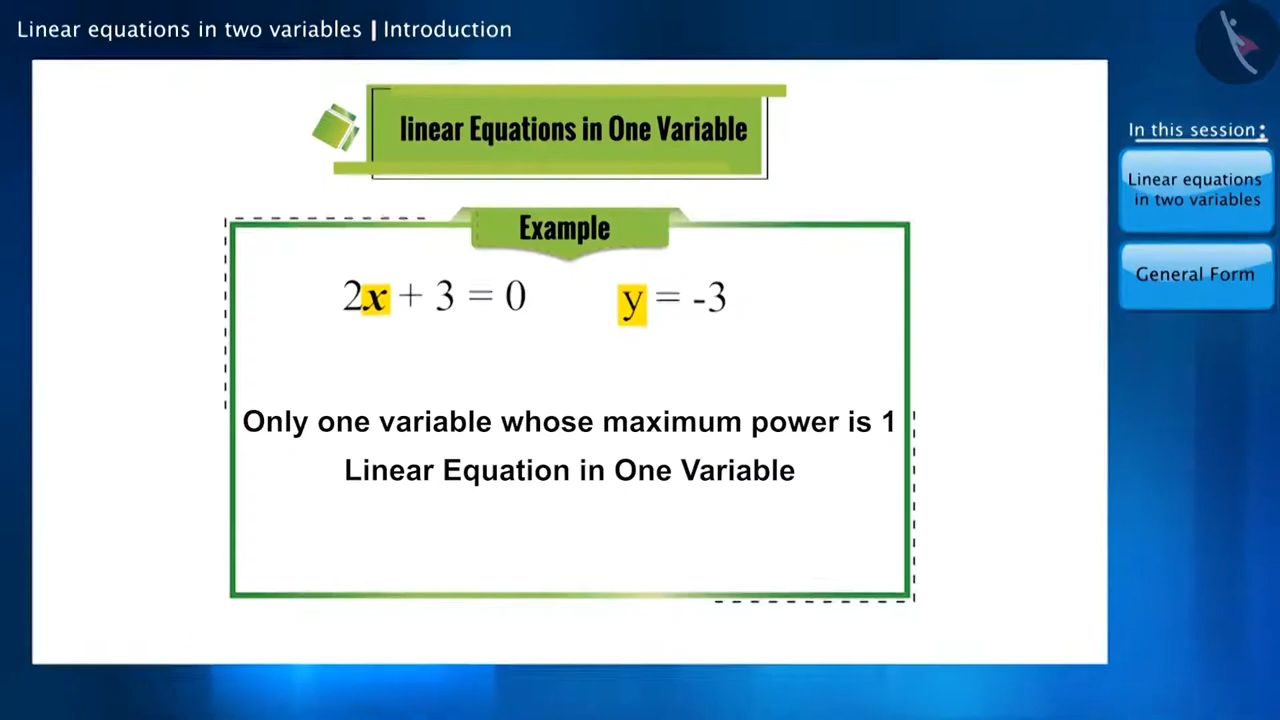 Linear equations in two variables | Introduction
linear Equations in One Variable
In this session:
Linear equations
in two variables
General Form
Example
2x + 3 = 0 y = -3
Only one variable whose maximum power is 1
Linear Equation in One Variable